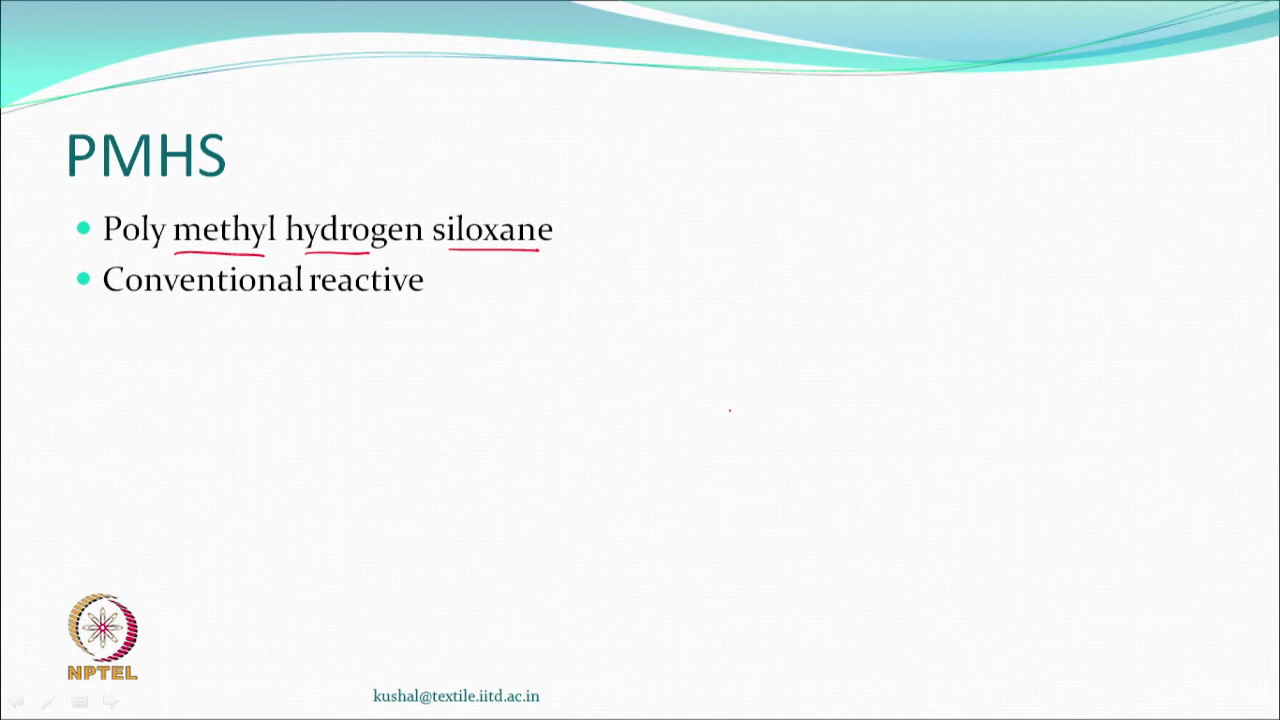 PMHS
Poly methyl hydrogen siloxane
Conventional reactive
NPTEL
kushal@textile.iitd.ac.in